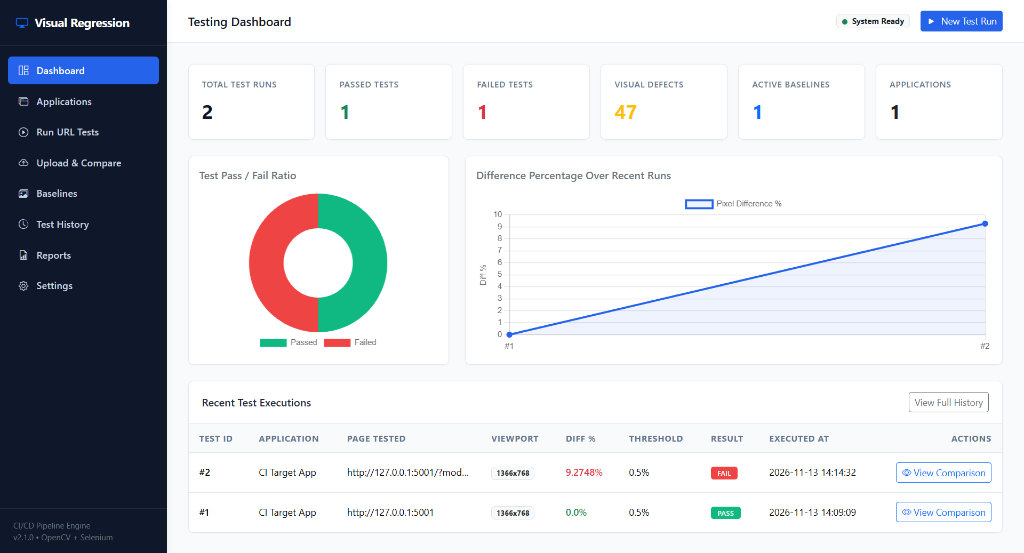 Visual Regression
Dashboard
Applications
Run URL Tests
Upload & Compare
Baselines
Test History
Reports
Settings
CI/CD Pipeline Engine
v2.1.0 • OpenCV + Selenium
Testing Dashboard
System Ready
New Test Run
TOTAL TEST RUNS
2
PASSED TESTS
1
FAILED TESTS
1
VISUAL DEFECTS
47
ACTIVE BASELINES
1
APPLICATIONS
1
Test Pass / Fail Ratio
Passed Failed
Difference Percentage Over Recent Runs
Pixel Difference %
Diff %
10
9
8
7
6
5
4
3
2
1
0
#1 #2
Recent Test Executions
View Full History
TEST ID APPLICATION PAGE TESTED VIEWPORT DIFF % THRESHOLD RESULT EXECUTED AT ACTIONS
#2 CI Target App http://127.0.0.1:5001/?mod... 1366x768 9.2748% 0.5% FAIL 2026-11-13 14:14:32 View Comparison
#1 CI Target App http://127.0.0.1:5001 1366x768 0.0% 0.5% PASS 2026-11-13 14:09:09 View Comparison